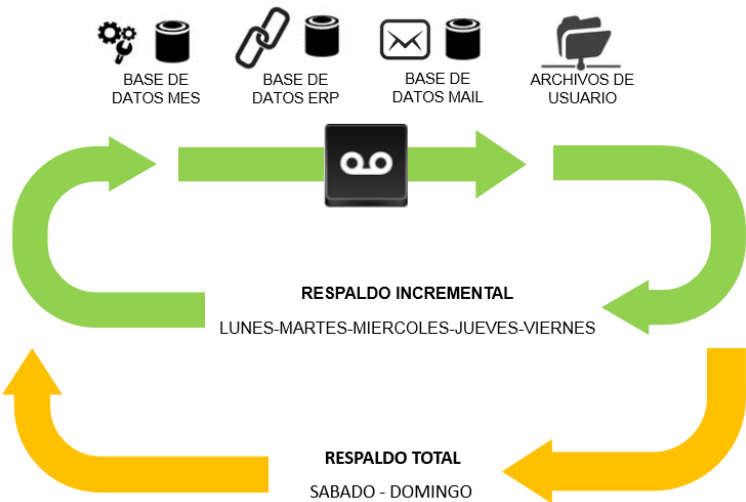 BASE DE
DATOS MES
BASE DE
DATOS ERP
BASE DE
DATOS MAIL
ARCHIVOS DE
USUARIO
RESPALDO INCREMENTAL
LUNES-MARTES-MIERCOLES-JUEVES-VIERNES
RESPALDO TOTAL
SABADO - DOMINGO